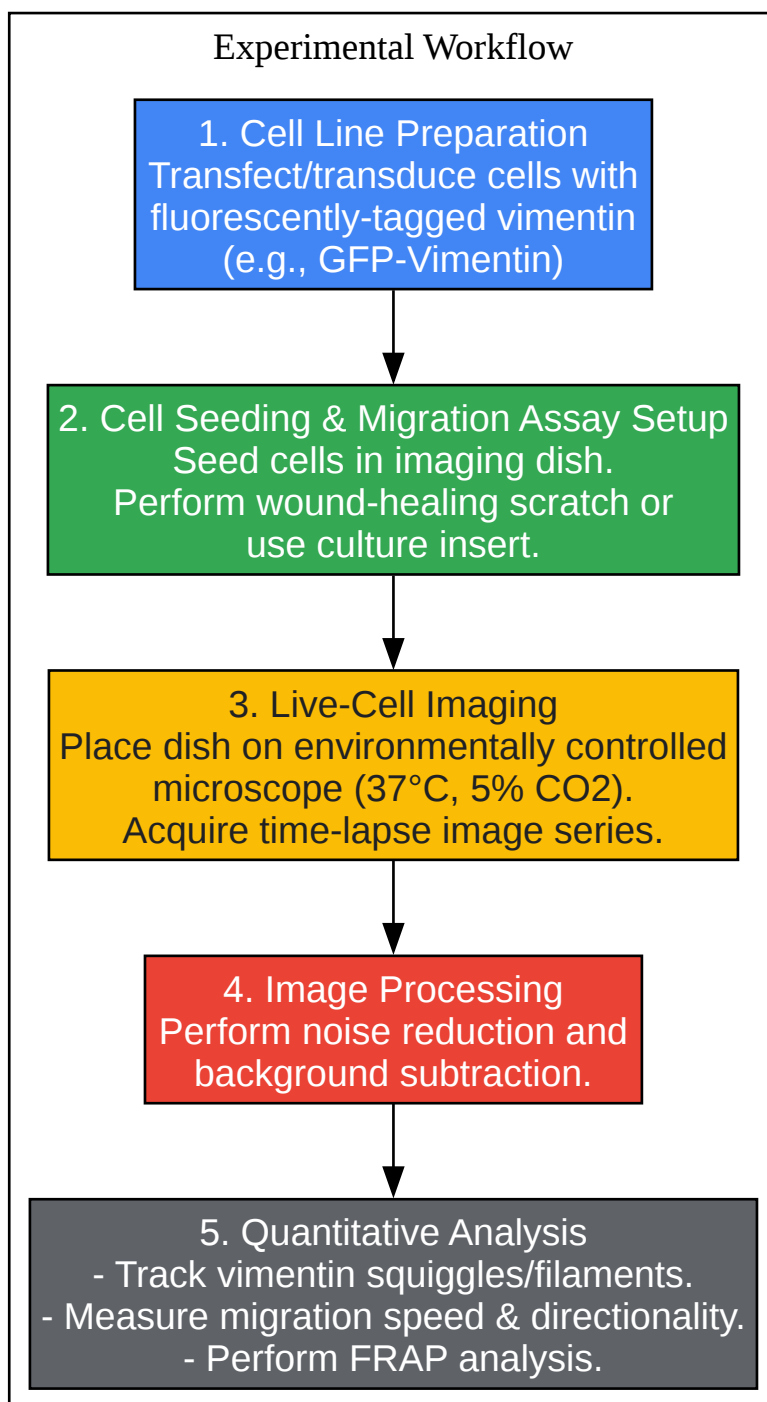 Experimental Workflow
1. Cell Line Preparation
Transfect/transduce cells with
fluorescently-tagged vimentin
(e.g., GFP-Vimentin)
2. Cell Seeding & Migration Assay Setup
Seed cells in imaging dish.
Perform wound-healing scratch or
use culture insert.
3. Live-Cell Imaging
Place dish on environmentally controlled
microscope (37°C, 5% CO2).
Acquire time-lapse image series.
4. Image Processing
Perform noise reduction and
background subtraction.
5. Quantitative Analysis
- Track vimentin squiggles/filaments.
- Measure migration speed & directionality.
- Perform FRAP analysis.